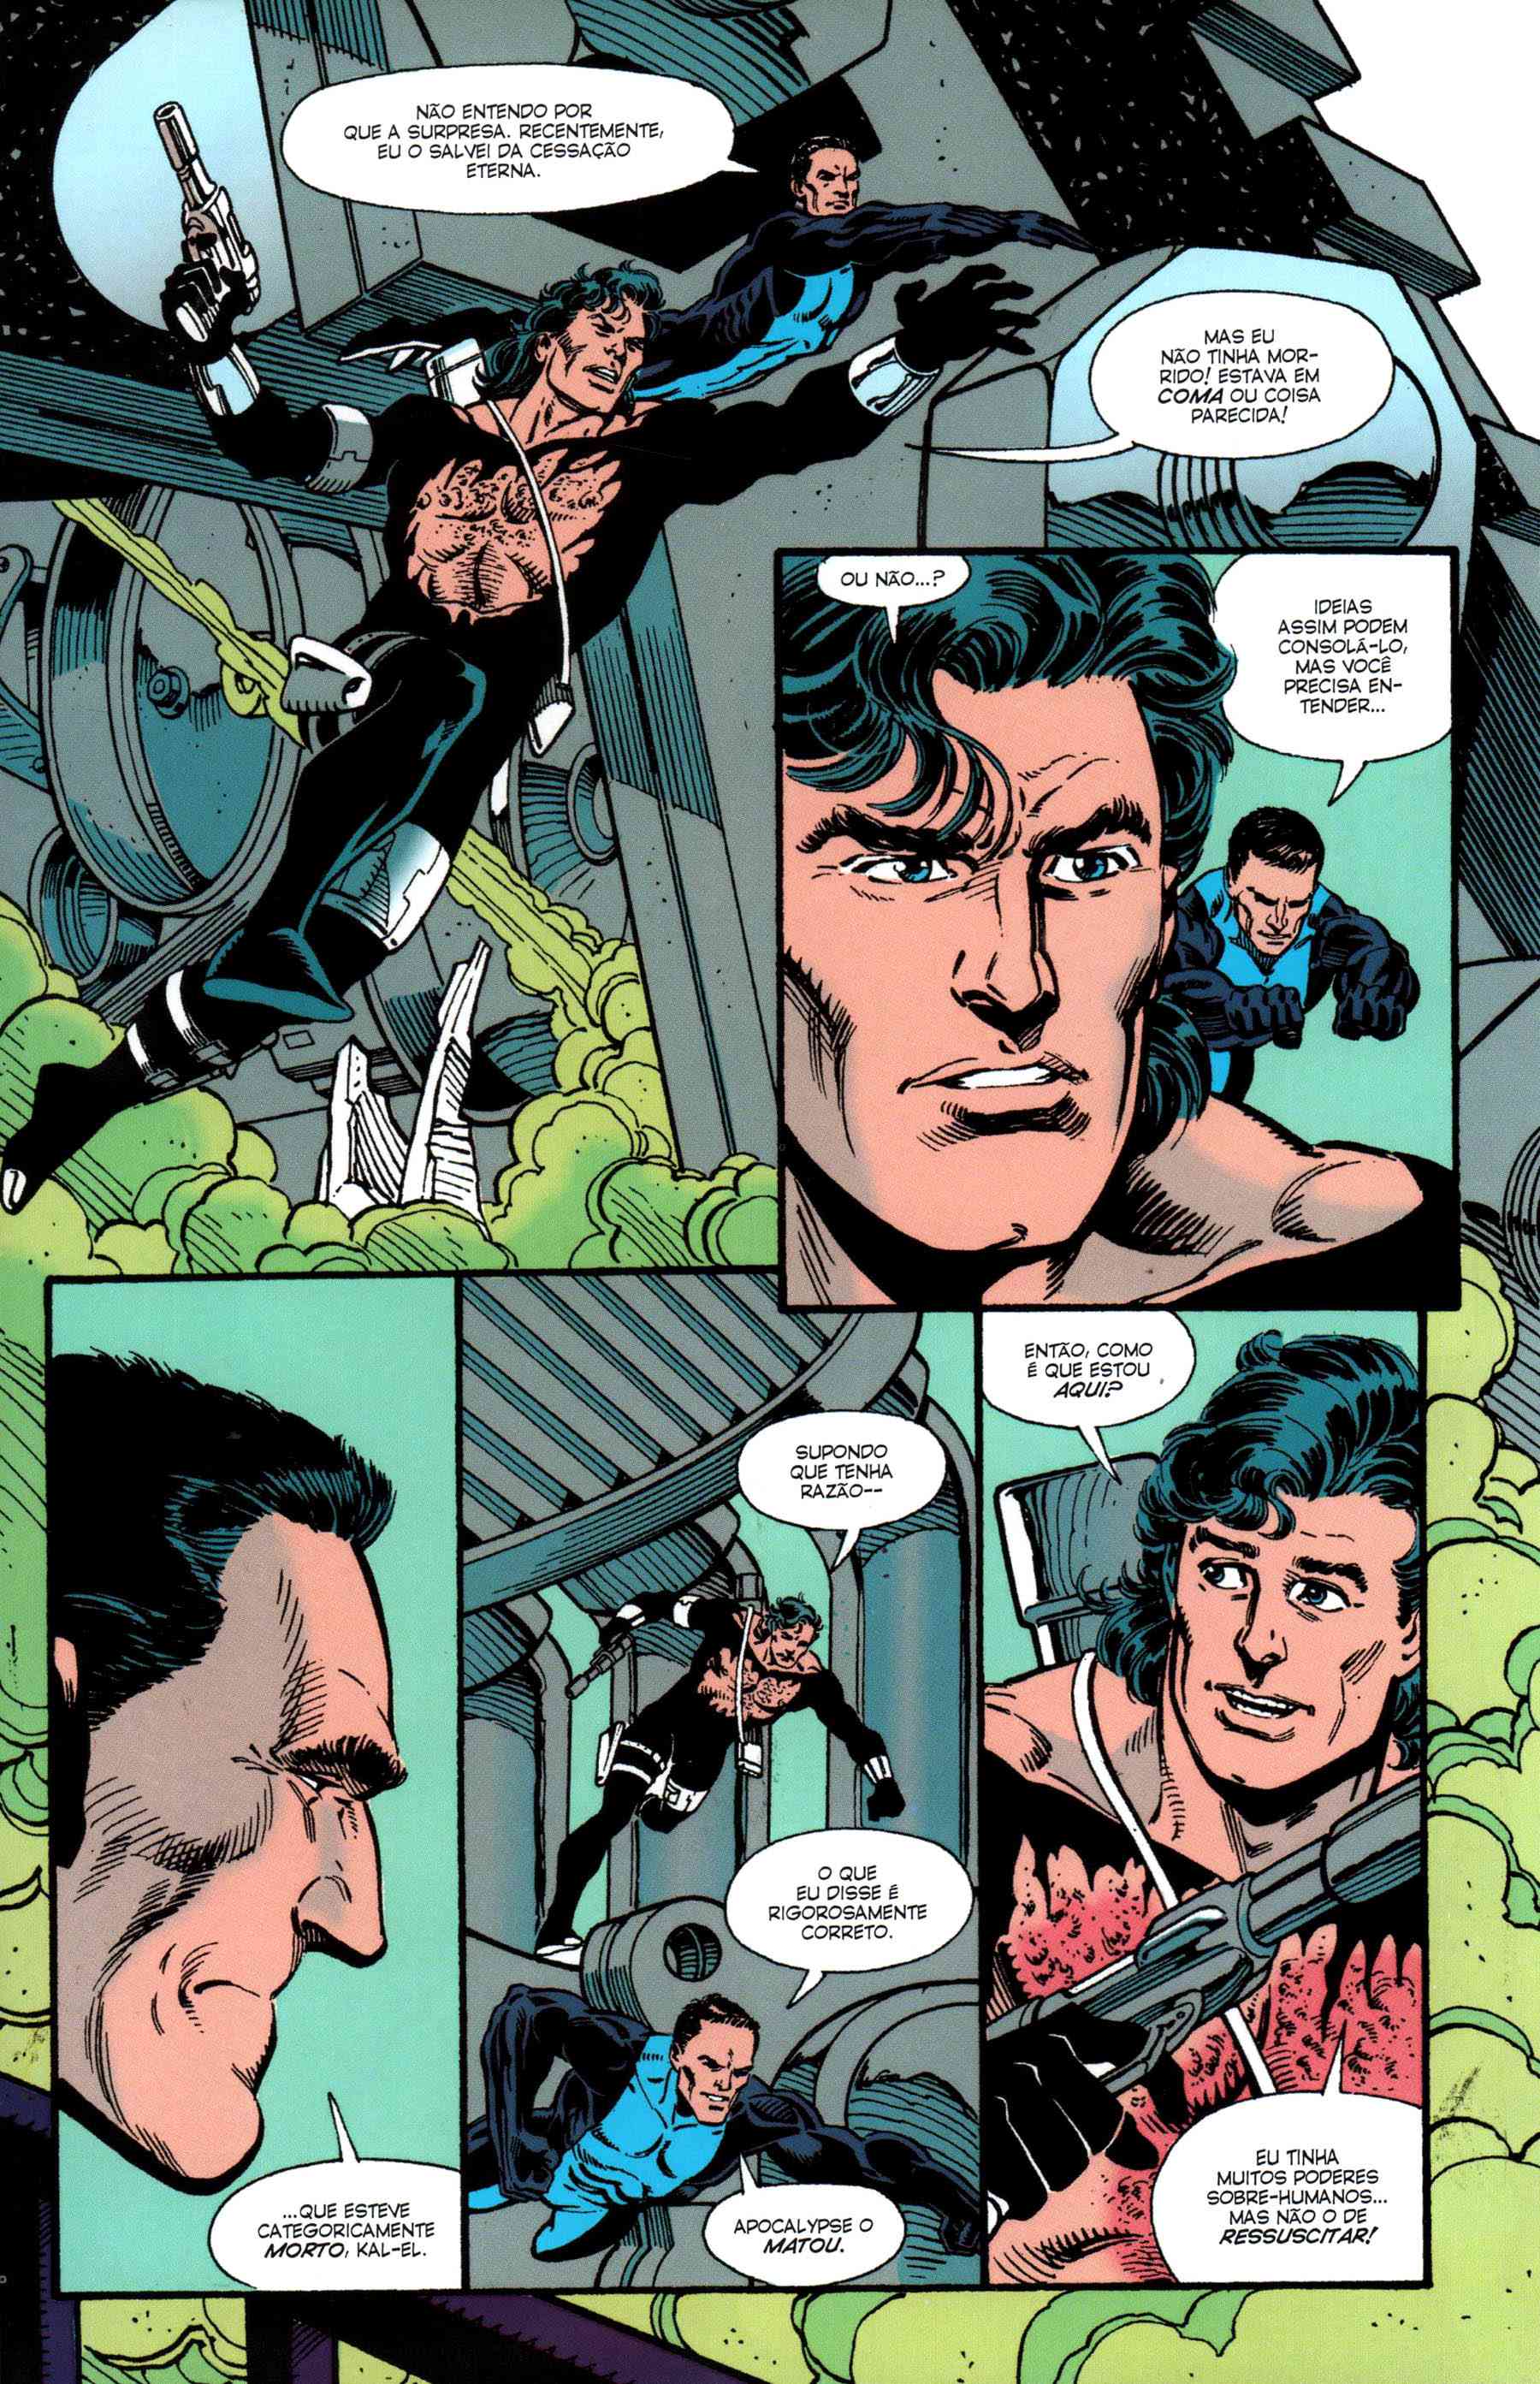 NÃO ENTENDO POR
QUE A SURPRESA. RECENTEMENTE,
EU O SALVEI DA CESSAÇÃO
ETERNA.
MAS EU
NÃO TINHA MOR-
RIDO! ESTAVA EM
COMA OU COISA
PARECIDA!
OU NÃO...?
IDEIAS
ASSIM PODEM
CONSOLÁ-LO,
MAS VOCÊ
PRECISA EN-
TENDER...
...QUE ESTEVE
CATEGORICAMENTE
MORTO, KAL-EL.
SUPONDO
QUE TENHA
RAZÃO--
O QUE
EU DISSE É
RIGOROSAMENTE
CORRETO.
APOCALYPSE O
MATOU.
ENTÃO, COMO
É QUE ESTOU
AQUI?
EU TINHA
MUITOS PODERES
SOBRE-HUMANOS...
MAS NÃO O DE
RESSUSCITAR!